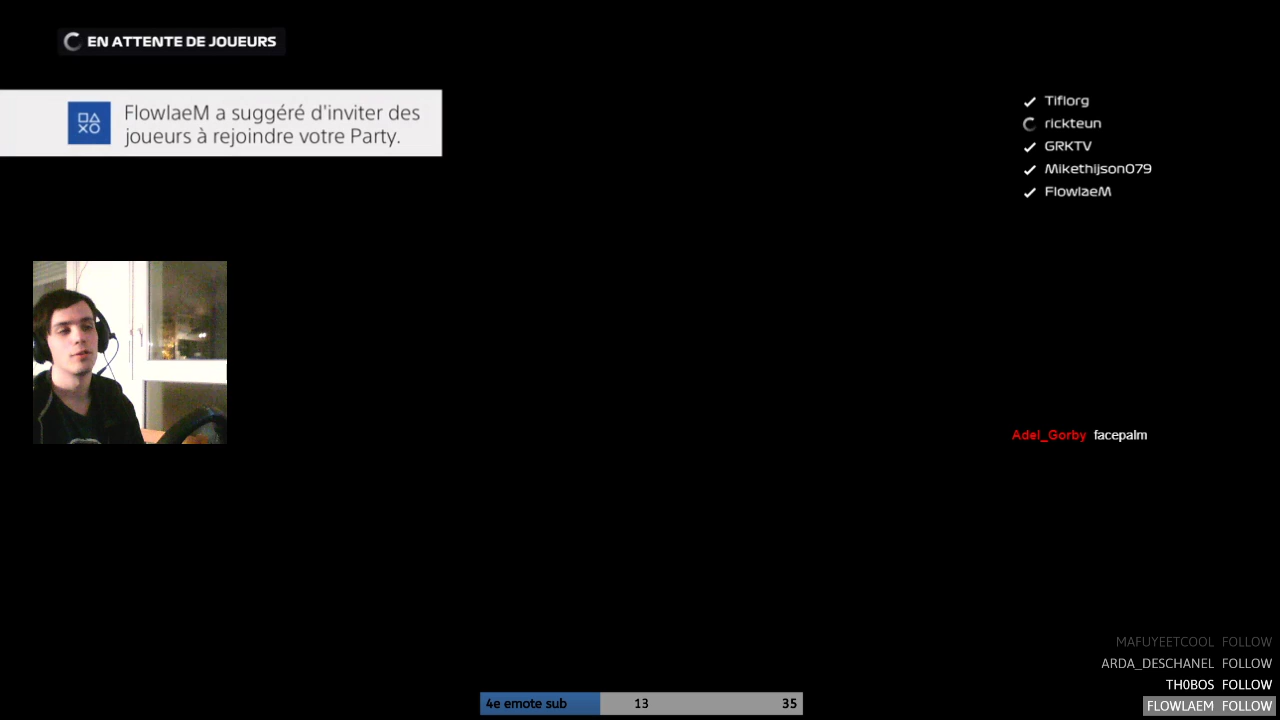 EN ATTENTE DE JOUEURS
FlowlaeM a suggéré d'inviter des
joueurs à rejoindre votre Party.
Tiflorg
rickteun
GRKTV
Mikethijson079
FlowlaeM
Adel_Gorby facepalm
MAFUYEETCOOL FOLLOW
ARDA_DESCHANEL FOLLOW
TH0BOS FOLLOW
FLOWLAEM FOLLOW
4e emote sub 13 35